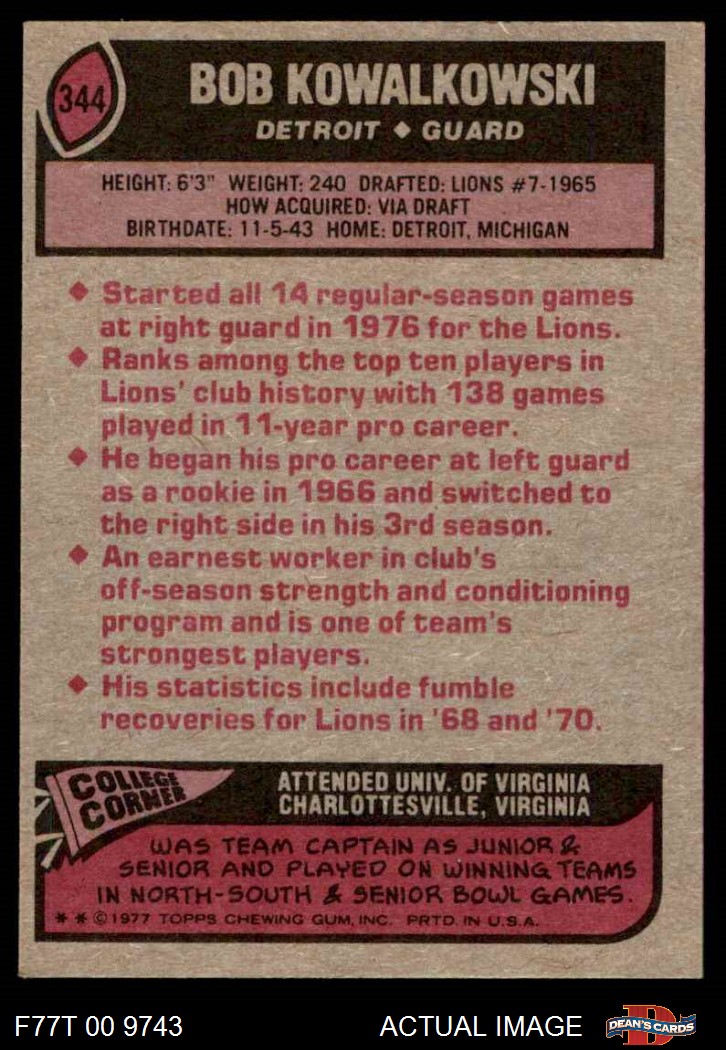 344
BOB KOWALKOWSKI
DETROIT ◆ GUARD
HEIGHT: 6'3" WEIGHT: 240 DRAFTED: LIONS #7-1965
HOW ACQUIRED: VIA DRAFT
BIRTHDATE: 11-5-43 HOME: DETROIT, MICHIGAN
◆ Started all 14 regular-season games
at right guard in 1976 for the Lions.
◆ Ranks among the top ten players in
Lions' club history with 138 games
played in 11-year pro career.
◆ He began his pro career at left guard
as a rookie in 1966 and switched to
the right side in his 3rd season.
◆ An earnest worker in club's
off-season strength and conditioning
program and is one of team's
strongest players.
◆ His statistics include fumble
recoveries for Lions in '68 and '70.
COLLEGE
CORNER
ATTENDED UNIV. OF VIRGINIA
CHARLOTTESVILLE, VIRGINIA
WAS TEAM CAPTAIN AS JUNIOR &
SENIOR AND PLAYED ON WINNING TEAMS
IN NORTH-SOUTH & SENIOR BOWL GAMES.
* * © 1977 TOPPS CHEWING GUM, INC. PRTD. IN U.S.A.
F77T 00 9743
ACTUAL IMAGE
D
DEAN'S CARDS